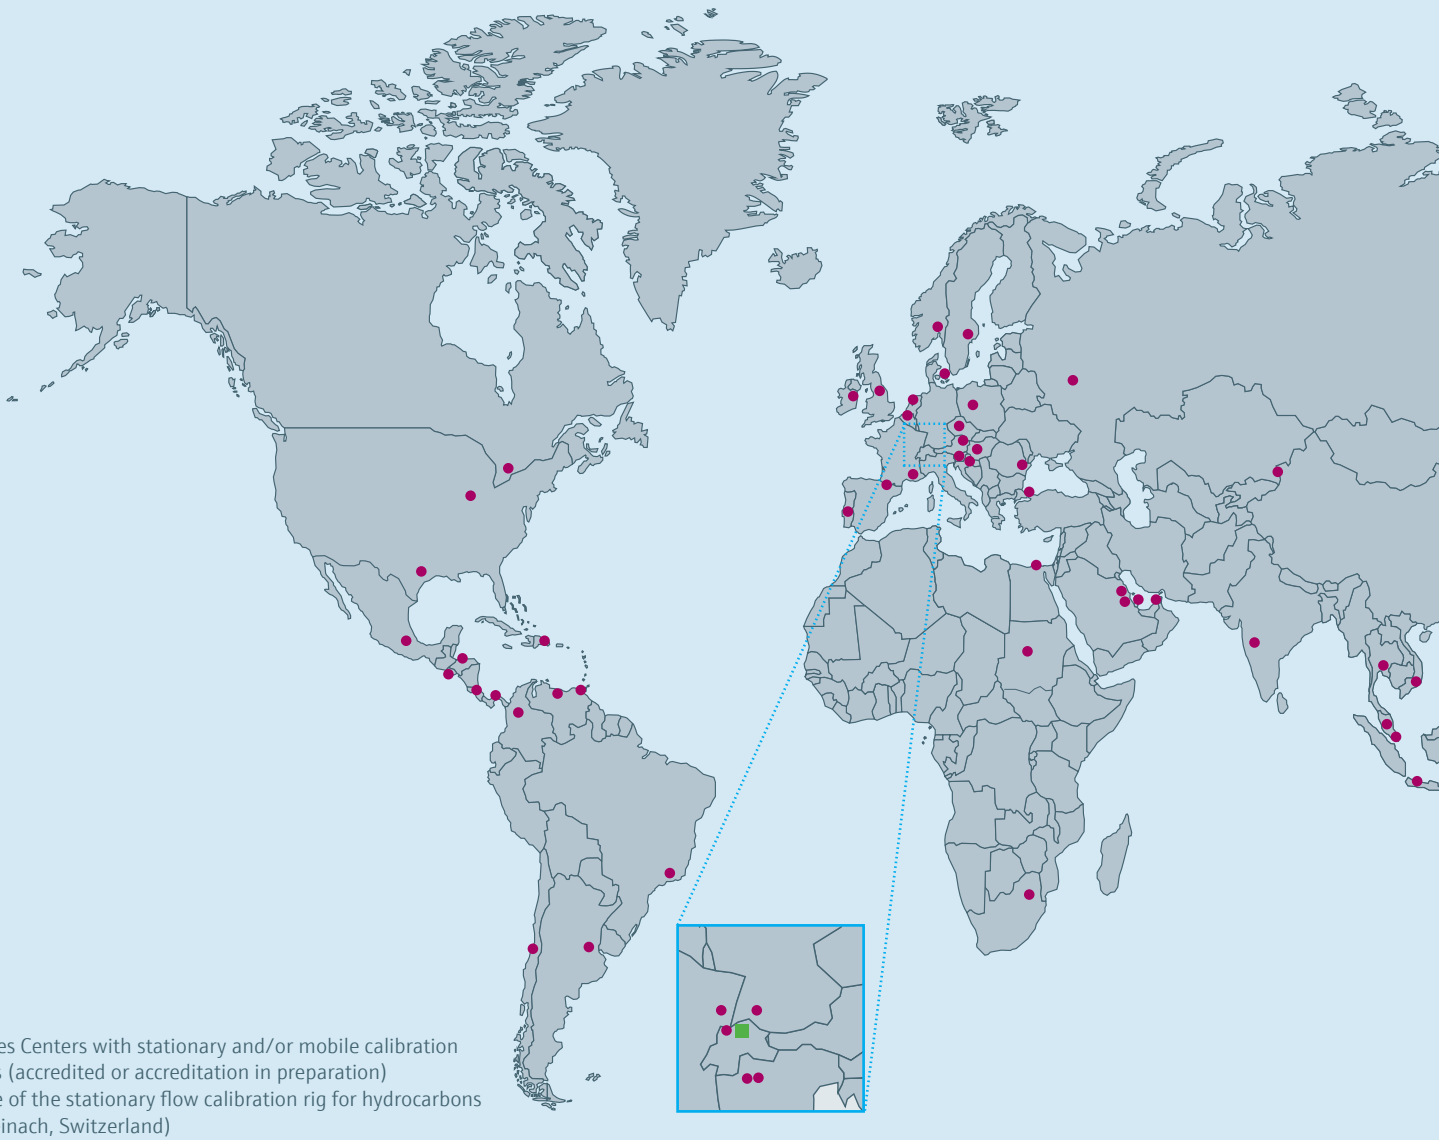 es Centers with stationary and/or mobile calibration
s (accredited or accreditation in preparation)
e of the stationary flow calibration rig for hydrocarbons
inach, Switzerland)